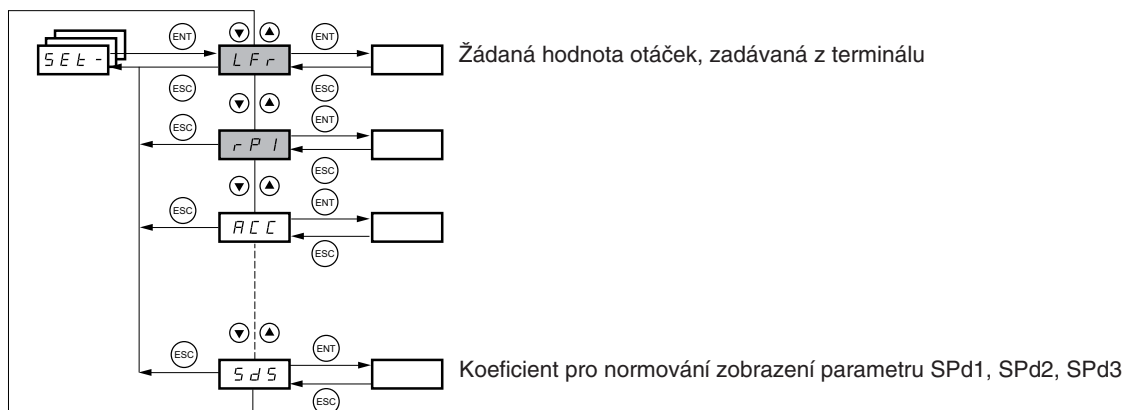 ENT ENT
SEt- LFr Žádaná hodnota otáček, zadávaná z terminálu
ESC ESC
ESC ENT
rP1
ESC
ESC ENT
ACC
ESC
ESC ENT
SdS Koeficient pro normování zobrazení parametru SPd1, SPd2, SPd3
ESC